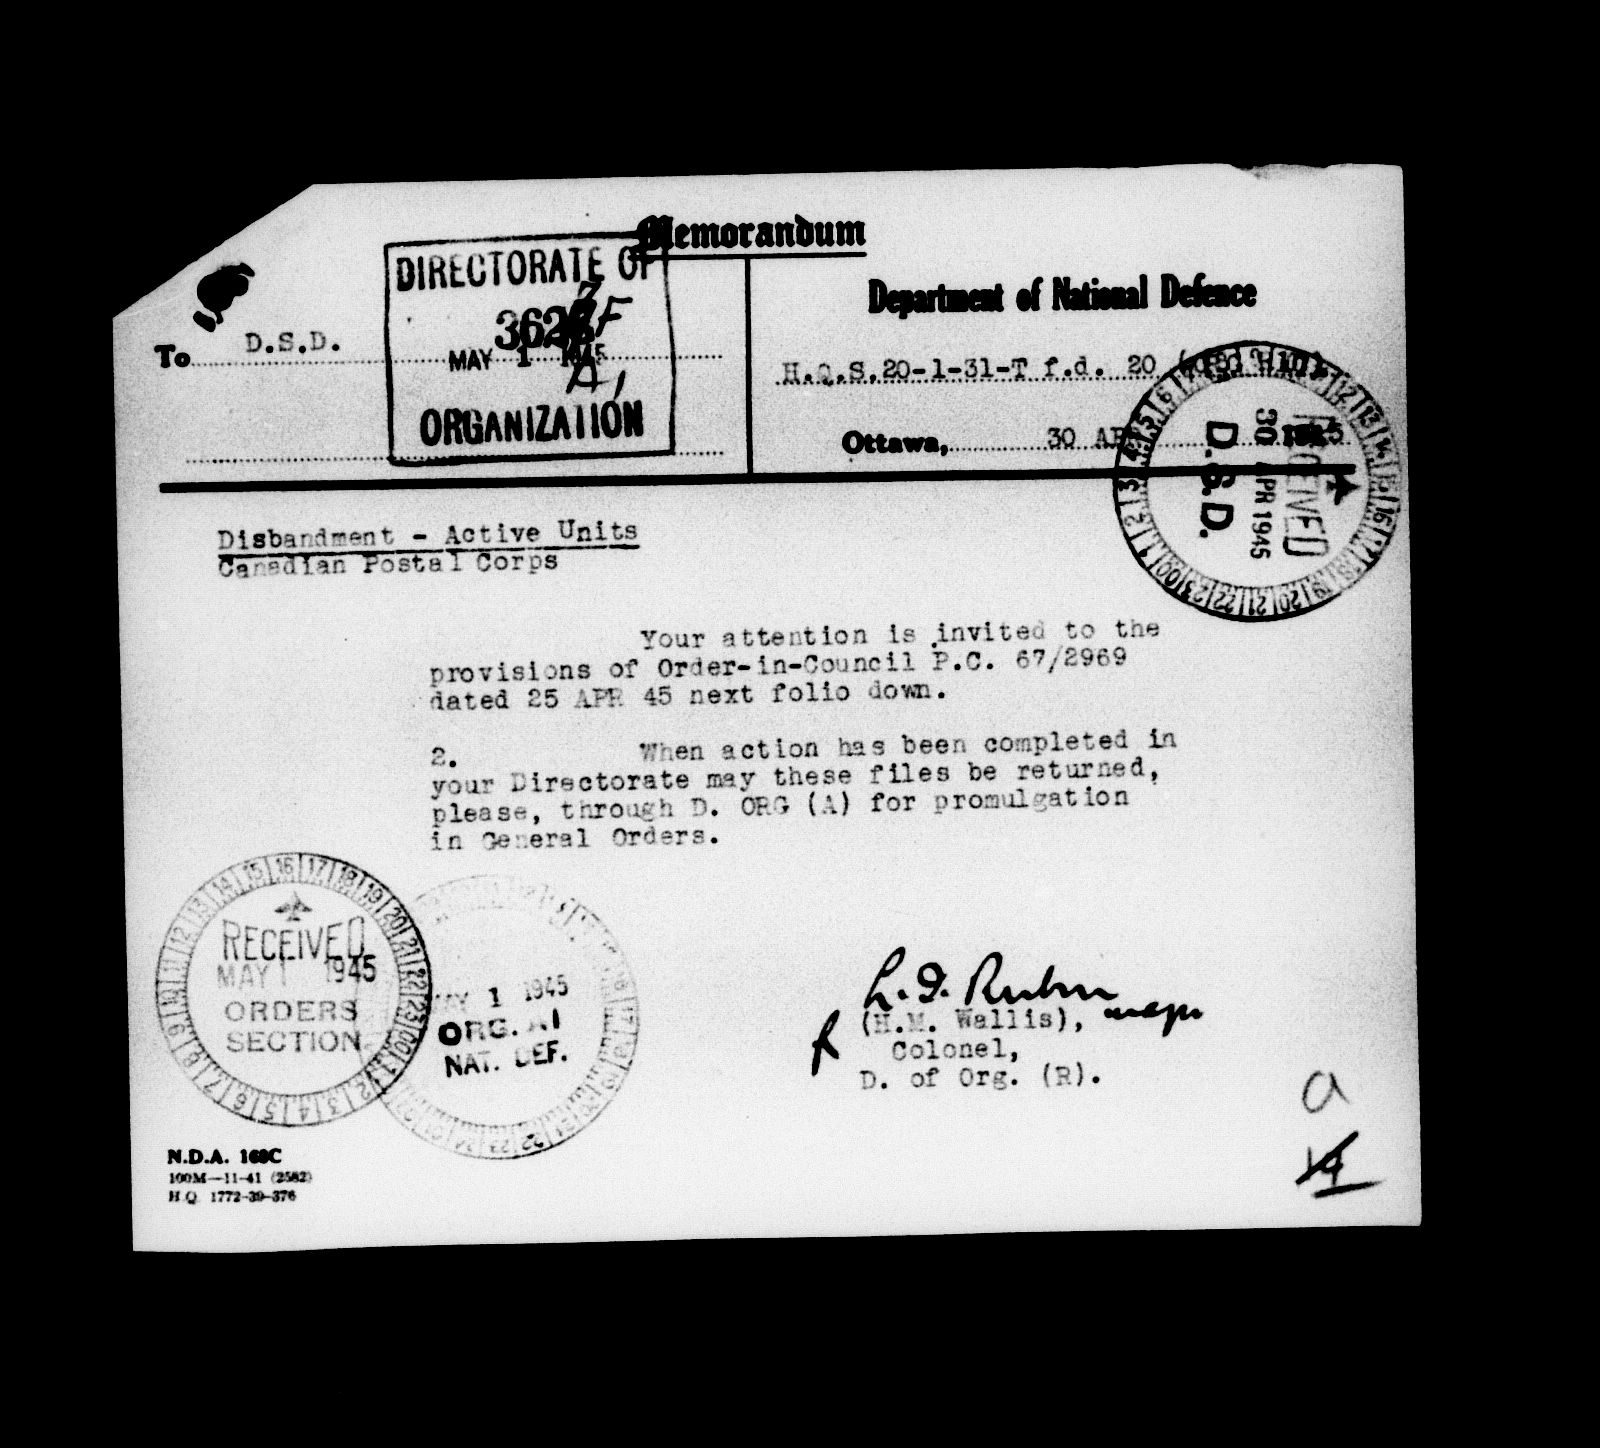 Memorandum
DIRECTORATE OF
MAY 1 1945
ORGANIZATION
To D.S.D.
Department of National Defence
H.Q.S. 20-1-31-T f.d. 20
Ottawa, 30 APR 1945
RECEIVED
30 APR 1945
D.S.D.
Disbandment - Active Units
Canadian Postal Corps
Your attention is invited to the
provisions of Order-in-Council P.C. 67/2969
dated 25 APR 45 next folio down.
2. When action has been completed in
your Directorate may these files be returned,
please, through D. ORG (A) for promulgation
in General Orders.
RECEIVED
MAY 1 1945
ORDERS
SECTION
MAY 1 1945
ORG. A1
NAT. DEF.
(H.M. Wallis),
Colonel,
D. of Org. (R).
a
14
N.D.A. 168C
100M—11-41 (2582)
H.Q. 1772-39-376